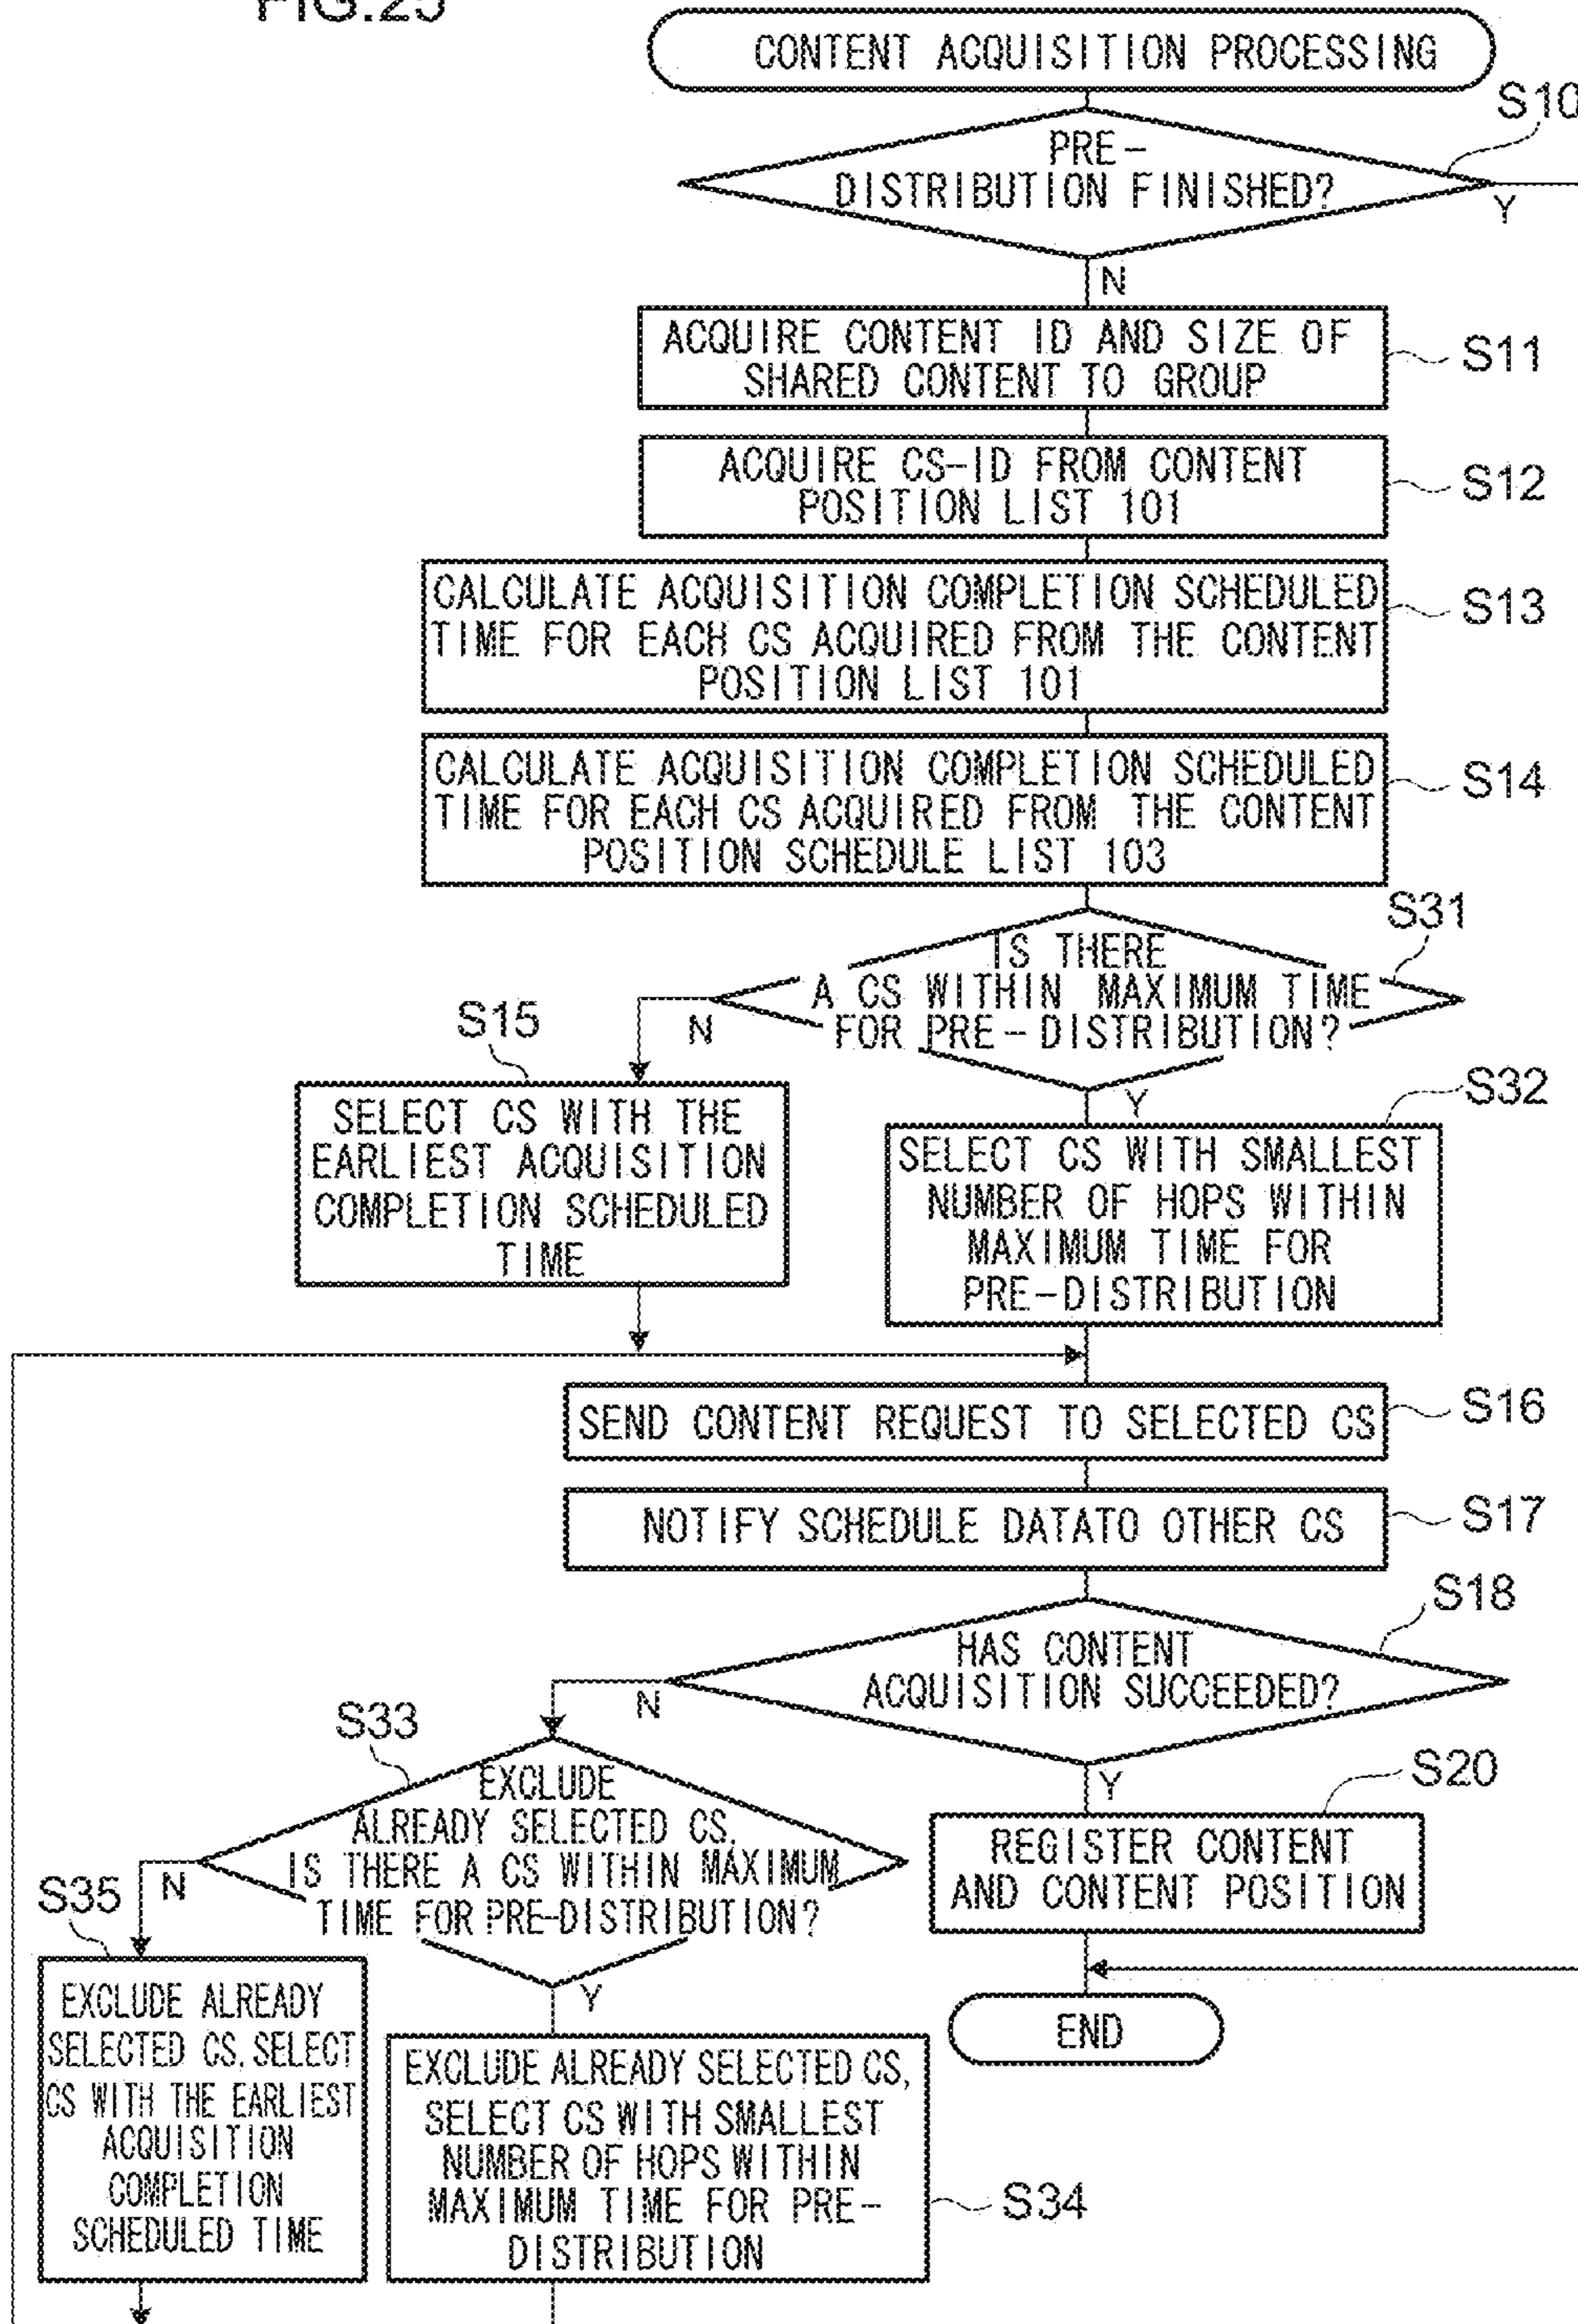 FIG.25
CONTENT ACQUISITION PROCESSING
S10
PRE-
DISTRIBUTION FINISHED?
Y
N
ACQUIRE CONTENT ID AND SIZE OF
SHARED CONTENT TO GROUP
S11
ACQUIRE CS-ID FROM CONTENT
POSITION LIST 101
S12
CALCULATE ACQUISITION COMPLETION SCHEDULED
TIME FOR EACH CS ACQUIRED FROM THE CONTENT
POSITION LIST 101
S13
CALCULATE ACQUISITION COMPLETION SCHEDULED
TIME FOR EACH CS ACQUIRED FROM THE CONTENT
POSITION SCHEDULE LIST 103
S14
S31
IS THERE
A CS WITHIN MAXIMUM TIME
FOR PRE-DISTRIBUTION?
N
Y
S15
SELECT CS WITH THE
EARLIEST ACQUISITION
COMPLETION SCHEDULED
TIME
S32
SELECT CS WITH SMALLEST
NUMBER OF HOPS WITHIN
MAXIMUM TIME FOR
PRE-DISTRIBUTION
SEND CONTENT REQUEST TO SELECTED CS
S16
NOTIFY SCHEDULE DATATO OTHER CS
S17
S18
HAS CONTENT
ACQUISITION SUCCEEDED?
N
Y
S33
EXCLUDE
ALREADY SELECTED CS.
IS THERE A CS WITHIN MAXIMUM
TIME FOR PRE-DISTRIBUTION?
N
Y
S20
REGISTER CONTENT
AND CONTENT POSITION
S35
EXCLUDE ALREADY
SELECTED CS, SELECT
CS WITH THE EARLIEST
ACQUISITION
COMPLETION
SCHEDULED TIME
EXCLUDE ALREADY SELECTED CS,
SELECT CS WITH SMALLEST
NUMBER OF HOPS WITHIN
MAXIMUM TIME FOR PRE-
DISTRIBUTION
S34
END